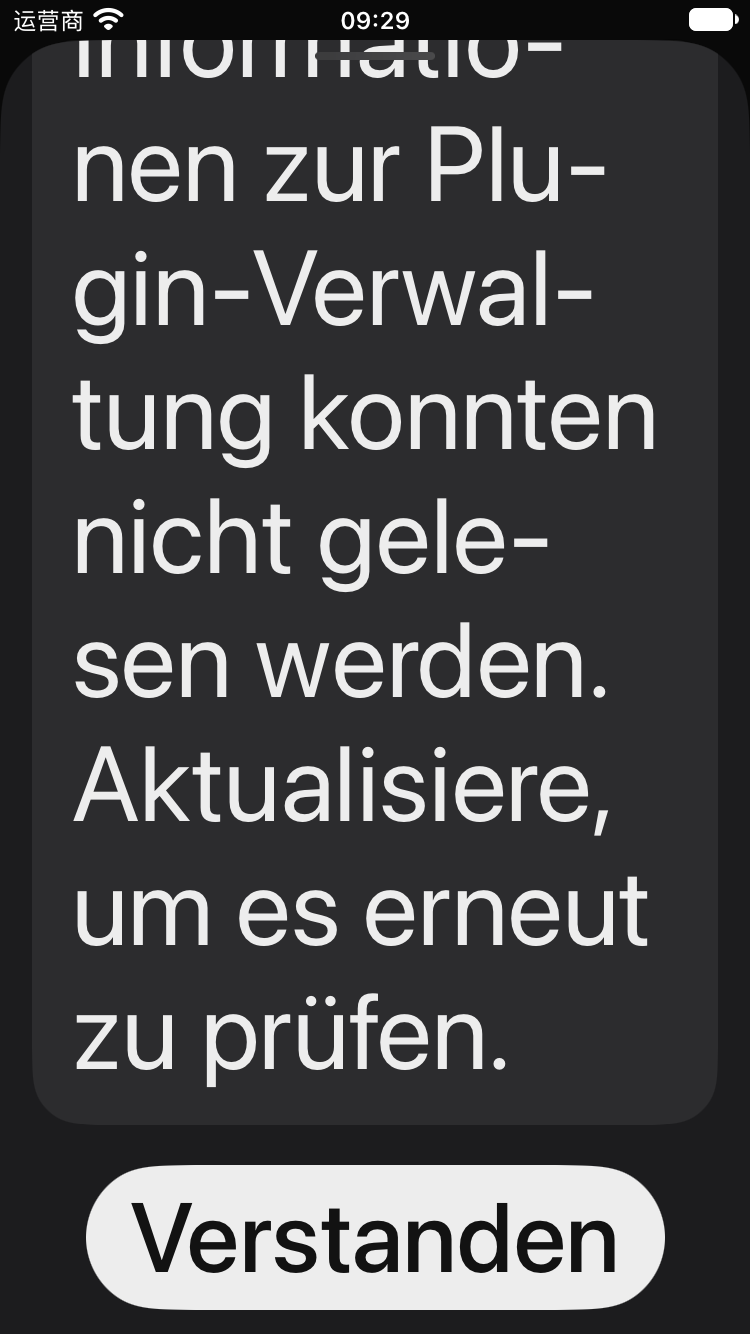 运营商
09:29
Informatio-
nen zur Plu-
gin-Verwal-
tung konnten
nicht gele-
sen werden.
Aktualisiere,
um es erneut
zu prüfen.
Verstanden